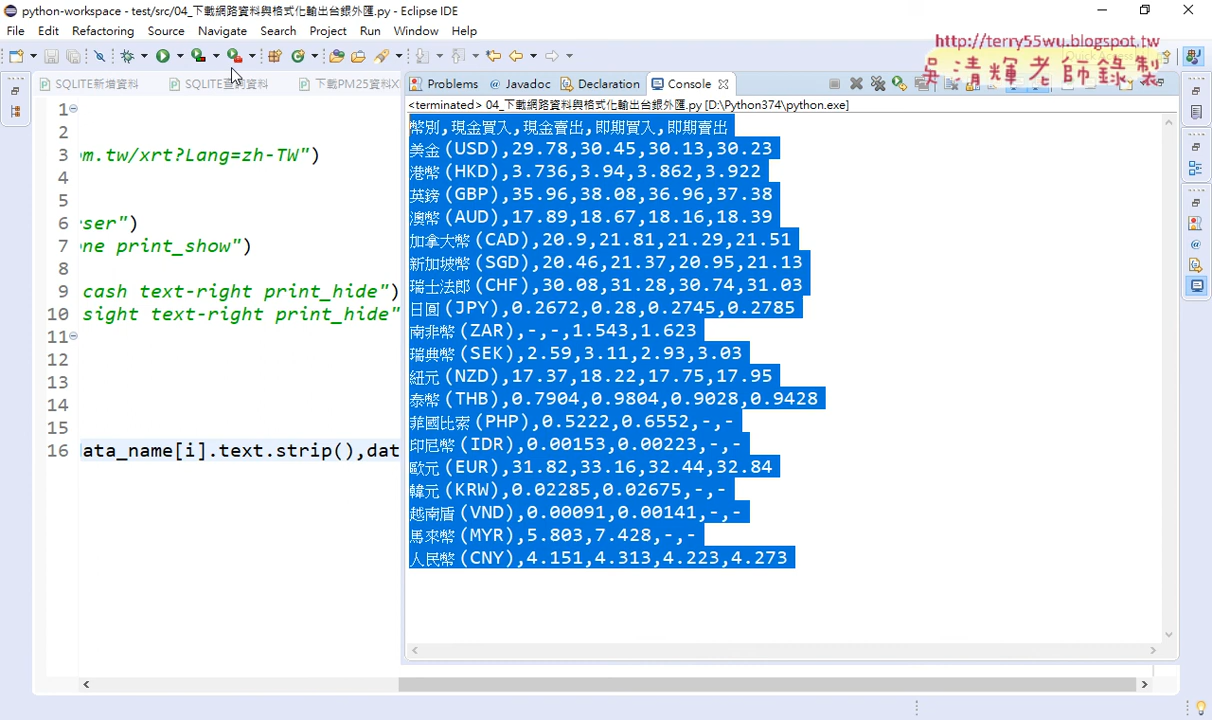 python-workspace - test/src/04_下載網路資料與格式化輸出台銀外匯.py - Eclipse IDE
File Edit Refactoring Source Navigate Search Project Run Window Help
http://terry55wu.blogspot.tw
吳清輝老師錄製
SQLITE新增資料 SQLITE查詢資料 下載PM25資料X
Problems Javadoc Declaration Console
<terminated> 04_下載網路資料與格式化輸出台銀外匯.py [D:\Python374\python.exe]
1
2
3 om.tw/xrt?Lang=zh-TW")
4
5
6 ser")
7 ne print_show")
8
9 cash text-right print_hide")
10 sight text-right print_hide"
11
12
13
14
15
16 data_name[i].text.strip(),dat
幣別,現金買入,現金賣出,即期買入,即期賣出
美金 (USD),29.78,30.45,30.13,30.23
港幣 (HKD),3.736,3.94,3.862,3.922
英鎊 (GBP),35.96,38.08,36.96,37.38
澳幣 (AUD),17.89,18.67,18.16,18.39
加拿大幣 (CAD),20.9,21.81,21.29,21.51
新加坡幣 (SGD),20.46,21.37,20.95,21.13
瑞士法郎 (CHF),30.08,31.28,30.74,31.03
日圓 (JPY),0.2672,0.28,0.2745,0.2785
南非幣 (ZAR),-,-,1.543,1.623
瑞典幣 (SEK),2.59,3.11,2.93,3.03
紐元 (NZD),17.37,18.22,17.75,17.95
泰幣 (THB),0.7904,0.9804,0.9028,0.9428
菲國比索 (PHP),0.5222,0.6552,-,-
印尼幣 (IDR),0.00153,0.00223,-,-
歐元 (EUR),31.82,33.16,32.44,32.84
韓元 (KRW),0.02285,0.02675,-,-
越南盾 (VND),0.00091,0.00141,-,-
馬來幣 (MYR),5.803,7.428,-,-
人民幣 (CNY),4.151,4.313,4.223,4.273